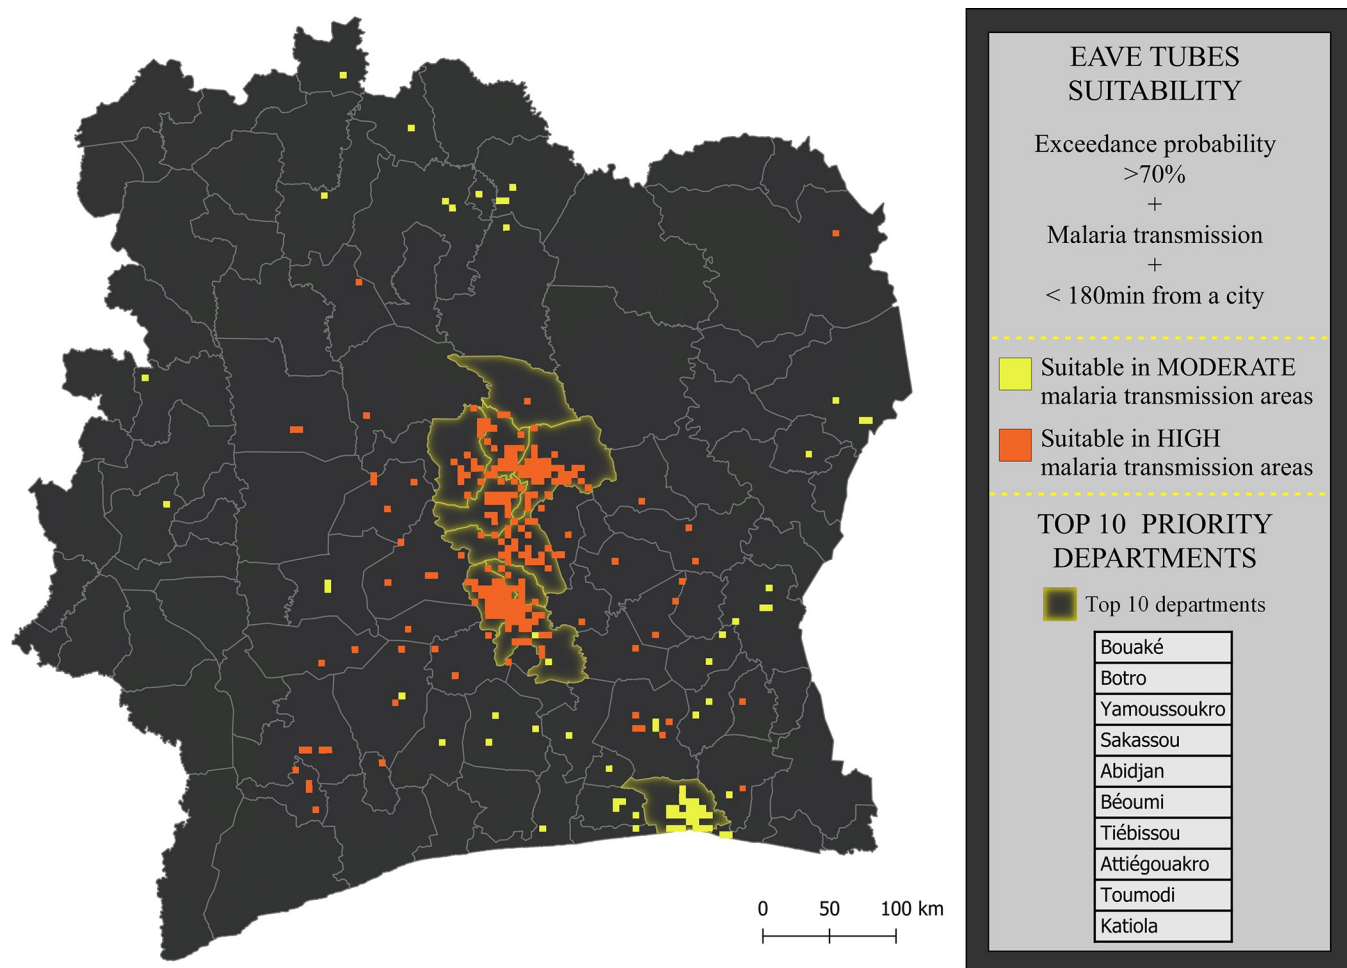 EAVE TUBES
SUITABILITY
Exceedance probability
>70%
+
Malaria transmission
+
< 180min from a city
Suitable in MODERATE
malaria transmission areas
Suitable in HIGH
malaria transmission areas
TOP 10 PRIORITY
DEPARTMENTS
Top 10 departments
Bouaké
Botro
Yamoussoukro
Sakassou
Abidjan
Béoumi
Tiébissou
Attiégouakro
Toumodi
Katiola
0 50 100 km